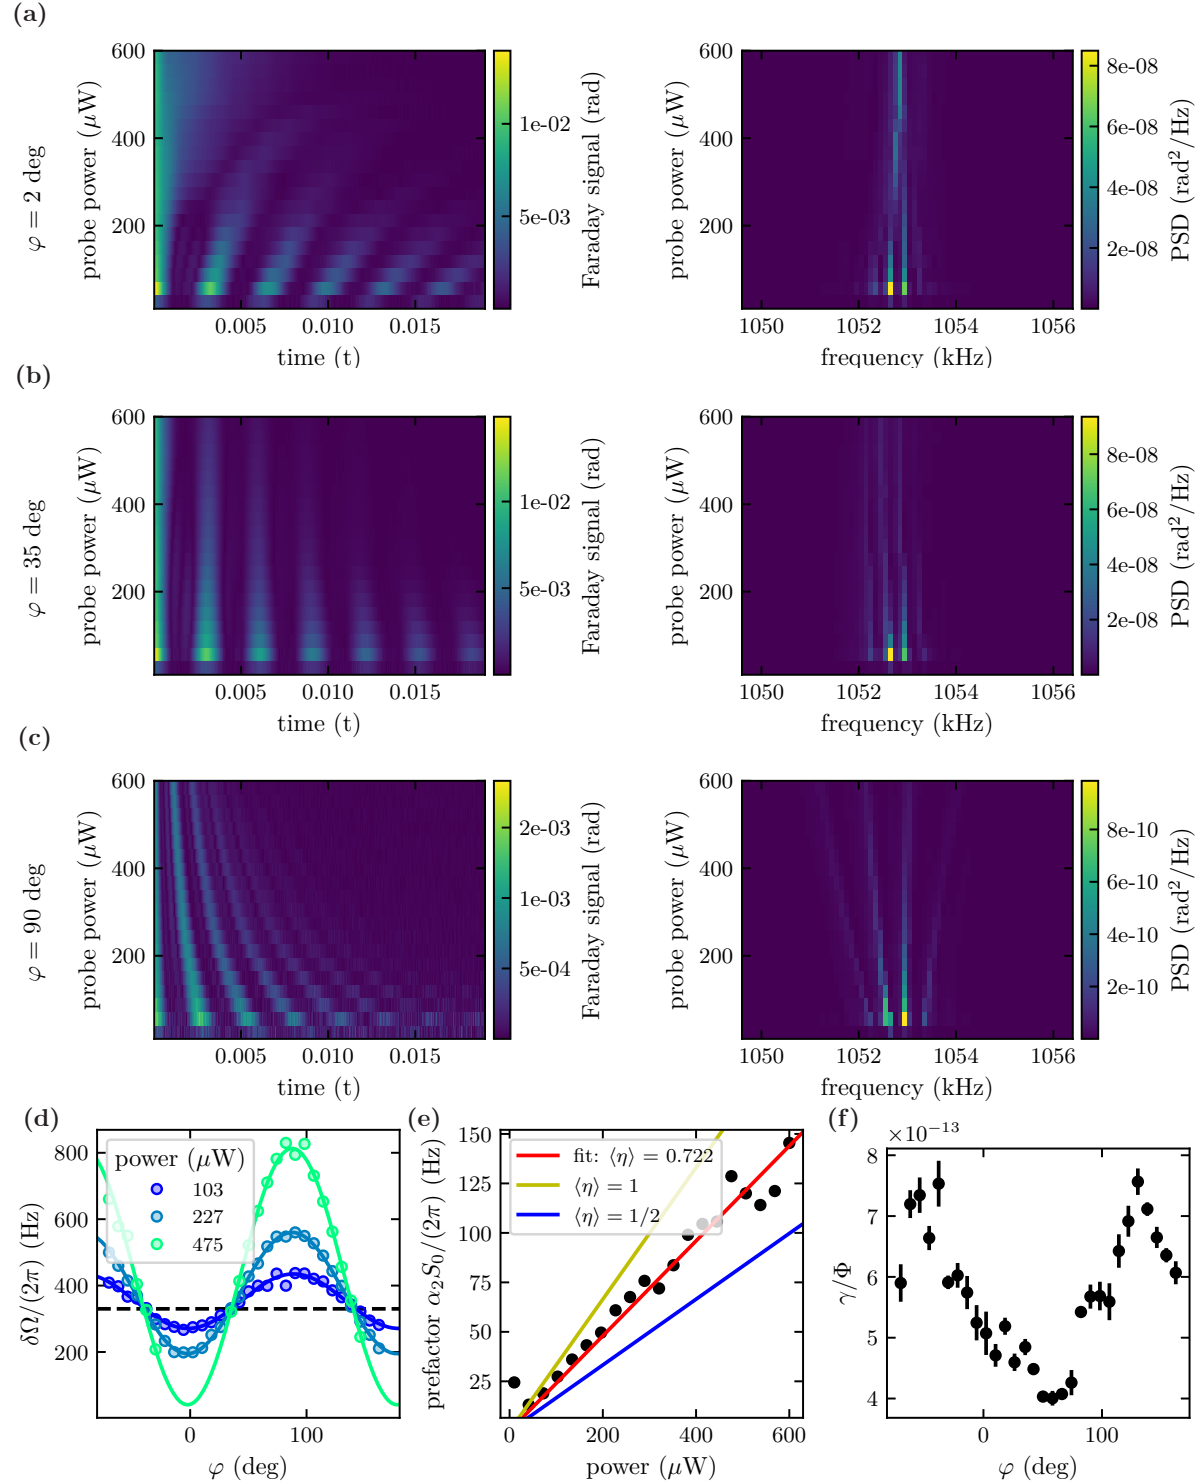 (a)
φ = 2 deg
probe power (μW)
600
400
200
0.005 0.010 0.015
time (t)
1e-02
5e-03
Faraday signal (rad)
probe power (μW)
600
400
200
1050 1052 1054 1056
frequency (kHz)
8e-08
6e-08
4e-08
2e-08
PSD (rad²/Hz)
(b)
φ = 35 deg
probe power (μW)
600
400
200
0.005 0.010 0.015
time (t)
1e-02
5e-03
Faraday signal (rad)
probe power (μW)
600
400
200
1050 1052 1054 1056
frequency (kHz)
8e-08
6e-08
4e-08
2e-08
PSD (rad²/Hz)
(c)
φ = 90 deg
probe power (μW)
600
400
200
0.005 0.010 0.015
time (t)
2e-03
1e-03
5e-04
Faraday signal (rad)
probe power (μW)
600
400
200
1050 1052 1054 1056
frequency (kHz)
8e-10
6e-10
4e-10
2e-10
PSD (rad²/Hz)
(d)
δΩ/(2π) (Hz)
800
600
400
200
power (μW)
103
227
475
0 100
φ (deg)
(e)
prefactor α₂S₀/(2π) (Hz)
150
125
100
75
50
25
fit: ⟨η⟩ = 0.722
⟨η⟩ = 1
⟨η⟩ = 1/2
0 200 400 600
power (μW)
(f)
×10⁻¹³
γ/Φ
8
7
6
5
4
0 100
φ (deg)